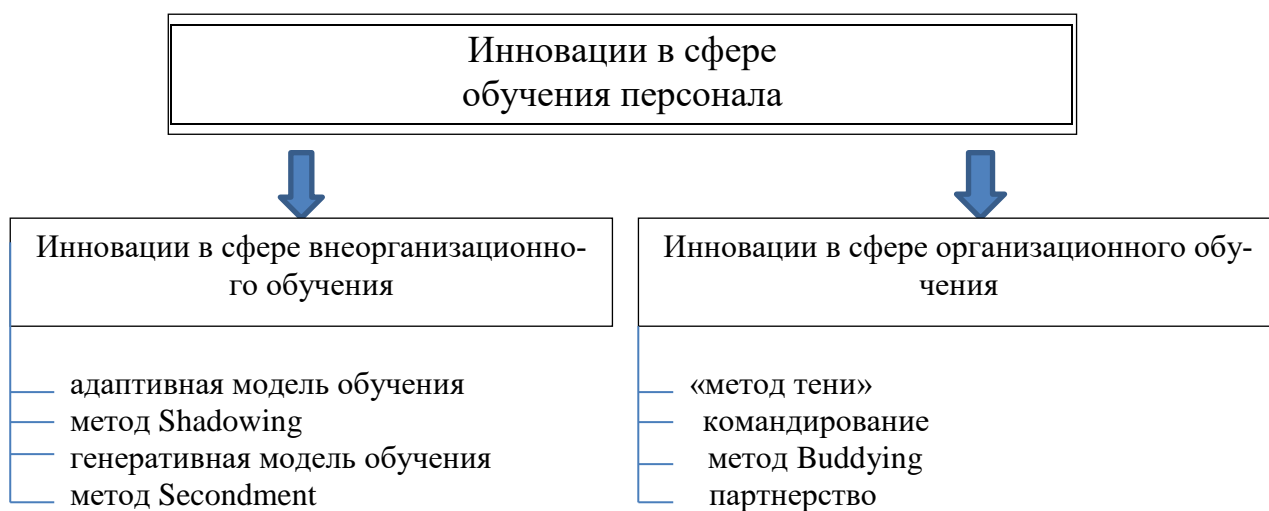 Инновации в сфере
обучения персонала
Инновации в сфере внеорганизационно-
го обучения
адаптивная модель обучения
метод Shadowing
генеративная модель обучения
метод Secondment
Инновации в сфере организационного обу-
чения
«метод тени»
командирование
метод Buddying
партнерство